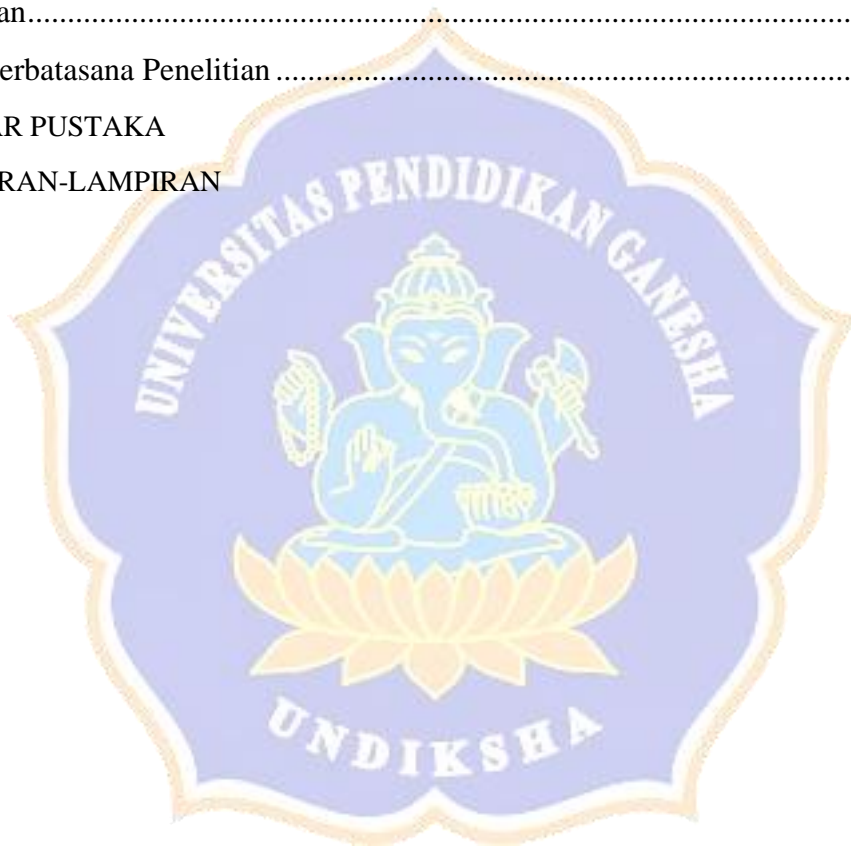 an...................................................................................................
erbatasana Penelitian ...................................................................................
AR PUSTAKA
RAN-LAMPIRAN
UNIVERSITAS PENDIDIKAN GANESHA
UNDIKSHA